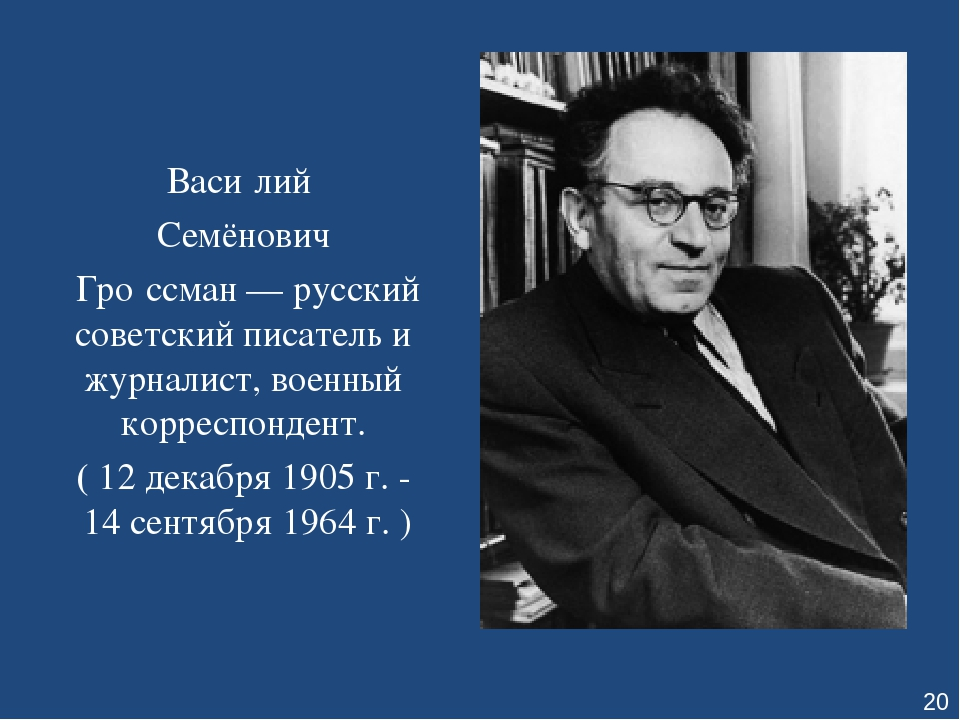 Васи лий
Семёнович
Гро ссман — русский
советский писатель и
журналист, военный
корреспондент.
( 12 декабря 1905 г. -
14 сентября 1964 г. )
20